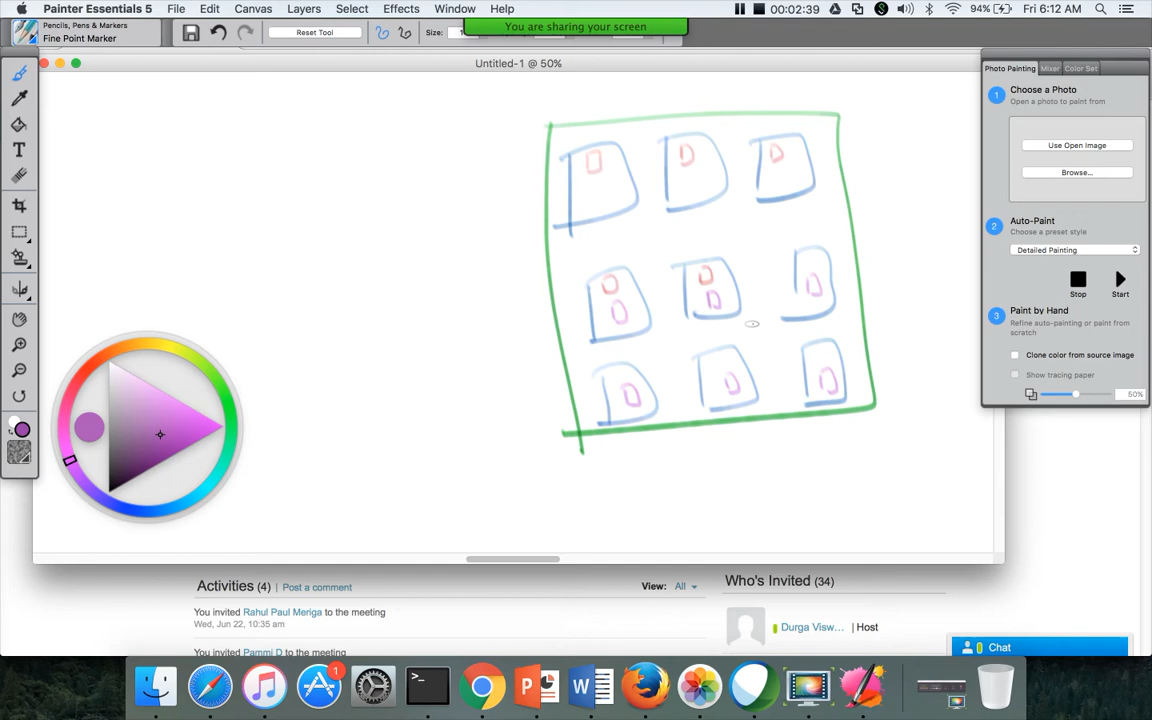 Painter Essentials 5 File Edit Canvas Layers Select Effects Window Help 00:02:39 94% Fri 6:12 AM
You are sharing your screen
Pencils, Pens & Markers
Fine Point Marker
Reset Tool
Size:
Untitled-1 @ 50%
Photo Painting Mixer Color Set
1 Choose a Photo
Open a photo to paint from
Use Open Image
Browse...
2 Auto-Paint
Choose a preset style
Detailed Painting
Stop Start
3 Paint by Hand
Refine auto-painting or paint from
scratch
Clone color from source image
Show tracing paper
50%
Activities (4) | Post a comment View: All
You invited Rahul Paul Meriga to the meeting
Wed, Jun 22, 10:35 am
You invited Pammi D to the meeting
Who's Invited (34)
Durga Visw... | Host
Chat
1